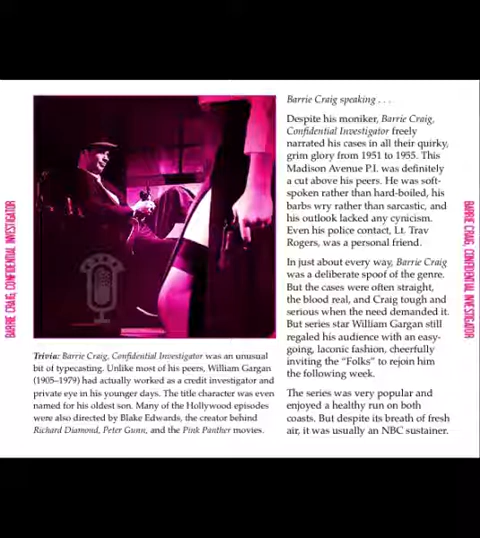 BARRIE CRAIG, CONFIDENTIAL INVESTIGATOR
Trivia: Barrie Craig, Confidential Investigator was an unusual
bit of typecasting. Unlike most of his peers, William Gargan
(1905–1979) had actually worked as a credit investigator and
private eye in his younger days. The title character was even
named for his oldest son. Many of the Hollywood episodes
were also directed by Blake Edwards, the creator behind
Richard Diamond, Peter Gunn, and the Pink Panther movies.
Barrie Craig speaking . . .
Despite his moniker, Barrie Craig,
Confidential Investigator freely
narrated his cases in all their quirky,
grim glory from 1951 to 1955. This
Madison Avenue P.I. was definitely
a cut above his peers. He was soft-
spoken rather than hard-boiled, his
barbs wry rather than sarcastic, and
his outlook lacked any cynicism.
Even his police contact, Lt. Trav
Rogers, was a personal friend.
In just about every way, Barrie Craig
was a deliberate spoof of the genre.
But the cases were often straight,
the blood real, and Craig tough and
serious when the need demanded it.
But series star William Gargan still
regaled his audience with an easy-
going, laconic fashion, cheerfully
inviting the “Folks” to rejoin him
the following week.
The series was very popular and
enjoyed a healthy run on both
coasts. But despite its breath of fresh
air, it was usually an NBC sustainer.
BARRIE CRAIG, CONFIDENTIAL INVESTIGATOR